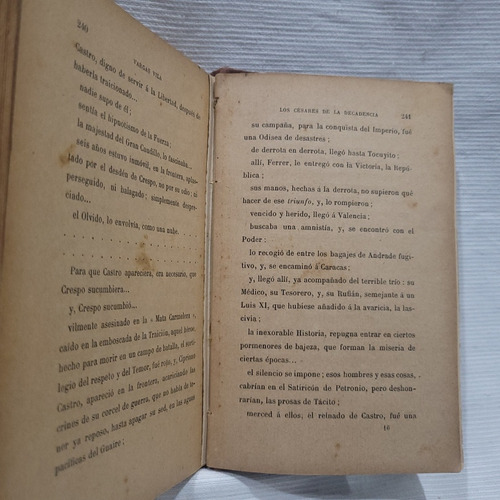 240
VARGAS VILA
Castro, digno de servir á la Libertad, después de
haberla traicionado...
nadie supo de él;
sentía el hipnotismo de la Fuerza;
la majestad del Gran Caudillo, lo fascinaba...
seis años estuvo inmóvil, en la frontera, aplas-
tado por el desdén de Crespo, no por su odio; ni
perseguido, ni halagado; simplemente despre-
ciado...
el Olvido, lo envolvía, como una nube.
Para que Castro apareciera, era necesario, que
Crespo sucumbiera...
y, Crespo sucumbió...
vilmente asesinado en la « Mata Carmelera »
caído en la emboscada de la Traición, aquel héroe,
hecho para morir en un campo de batalla, el sorti-
legio del respeto y del Temor, fué roto, y, Cipriano
Castro, apareció en la frontera, acariciando las
crines de su corcel de guerra, que no había de te-
ner ya reposo, hasta apagar su sed, en las aguas
pacíficas del Guaire;
LOS CÉSARES DE LA DECADENCIA
241
su campaña, para la conquista del Imperio, fué
una Odisea de desastres;
de derrota en derrota, llegó hasta Tocuyito;
allí, Ferrer, le entregó con la Victoria, la Repú-
blica;
sus manos, hechas á la derrota, no supieron qué
hacer de ese triunfo, y, lo rompieron;
vencido y herido, llegó á Valencia;
buscaba una amnistía, y, se encontró con el
Poder;
lo recogió de entre los bagajes de Andrade fugi-
tivo, y, se encaminó á Caracas;
y, llegó allí, ya acompañado del terrible trío: su
Médico, su Tesorero, y, su Rufián, semejante á un
Luis XI, que hubiese añadido á la avaricia, la las-
civia;
la inexorable Historia, repugna entrar en ciertos
pormenores de bajeza, que forman la miseria de
ciertas épocas...
el silencio se impone; esos hombres y esas cosas,
cabrían en el Satiricón de Petronio, pero deshon-
rarían, las prosas de Tácito;
merced á ellos, el reinado de Castro, fué una
16